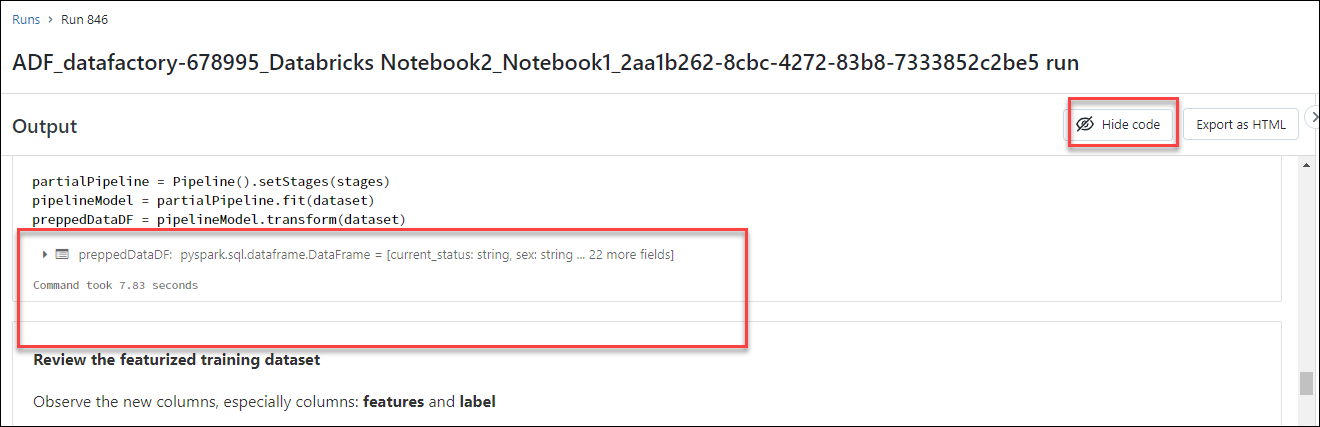 Runs > Run 846
ADF_datafactory-678995_Databricks Notebook2_Notebook1_2aa1b262-8cbc-4272-83b8-7333852c2be5 run
Output
Hide code
Export as HTML
partialPipeline = Pipeline().setStages(stages)
pipelineModel = partialPipeline.fit(dataset)
preppedDataDF = pipelineModel.transform(dataset)
preppedDataDF: pyspark.sql.dataframe.DataFrame = [current_status: string, sex: string ... 22 more fields]
Command took 7.83 seconds
Review the featurized training dataset
Observe the new columns, especially columns: features and label